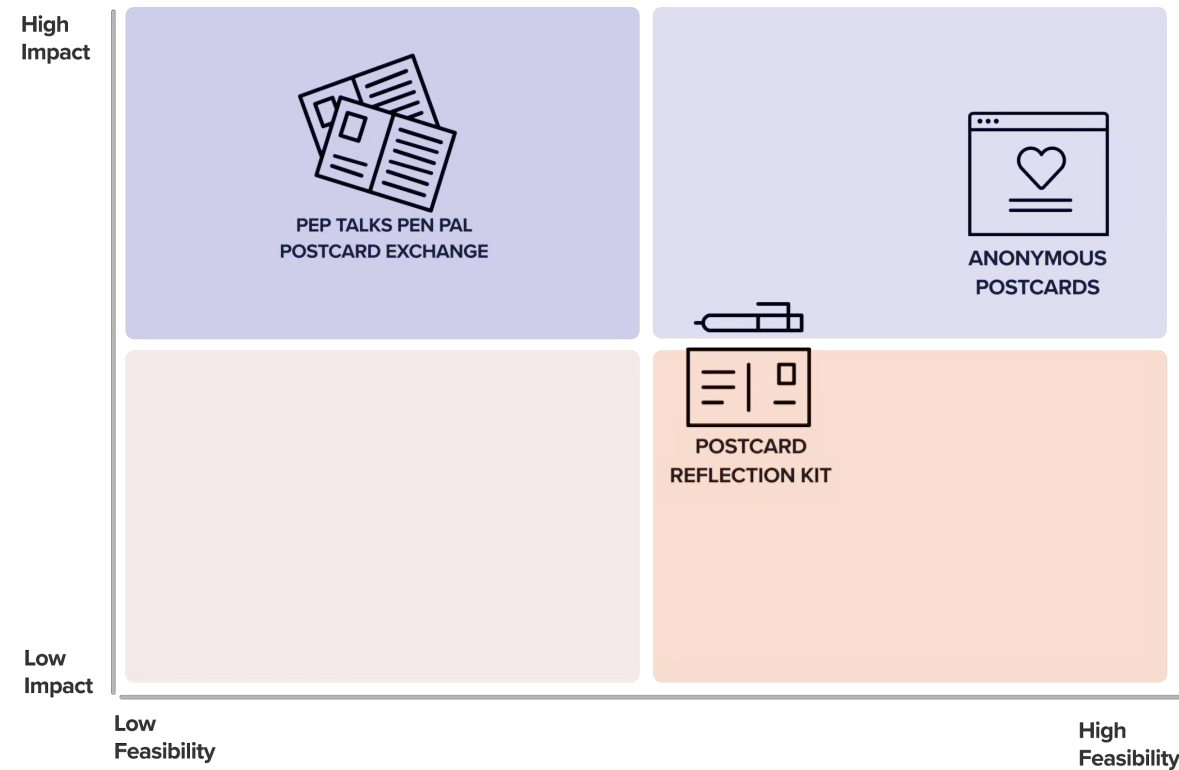 High
Impact
PEP TALKS PEN PAL
POSTCARD EXCHANGE
ANONYMOUS
POSTCARDS
POSTCARD
REFLECTION KIT
Low
Impact
Low
Feasibility
High
Feasibility